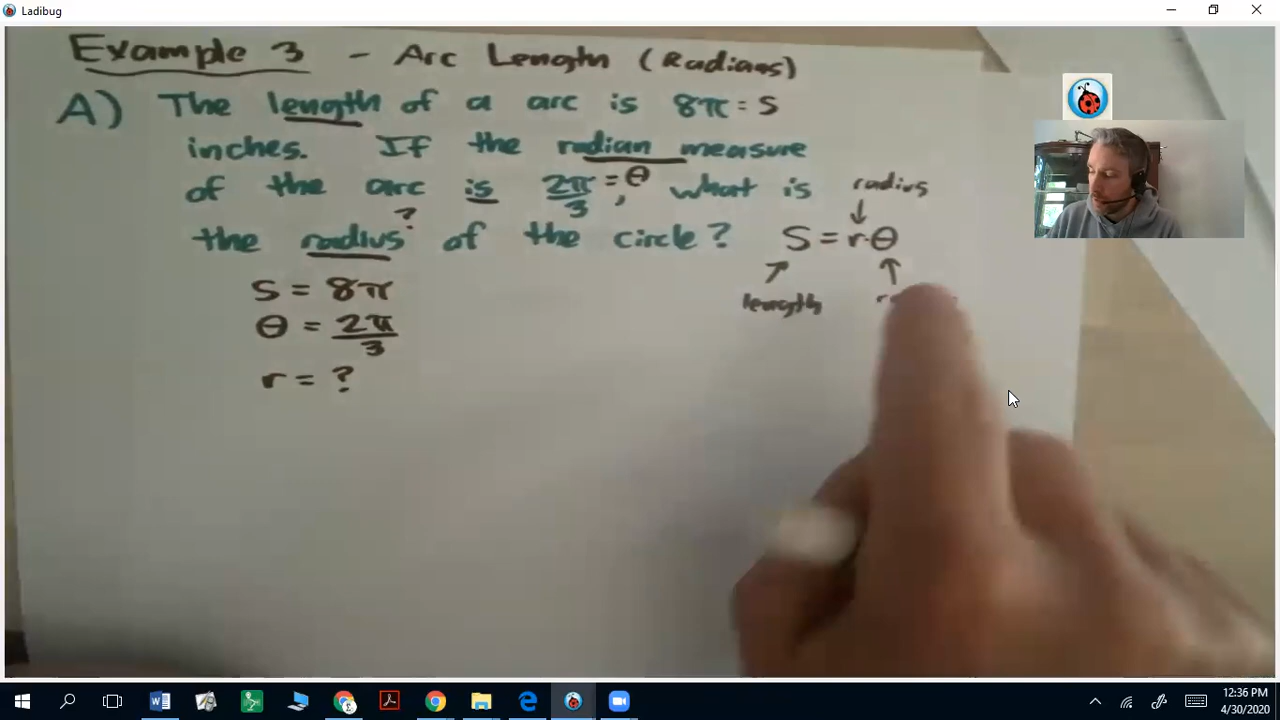 Ladibug
Example 3 - Arc Length (Radians)
A) The length of a arc is 8π = S
inches. If the radian measure
of the arc is 2π/3 = θ, what is
the radius? of the circle?
radius
S = r·θ
length
S = 8π
θ = 2π/3
r = ?
12:36 PM
4/30/2020